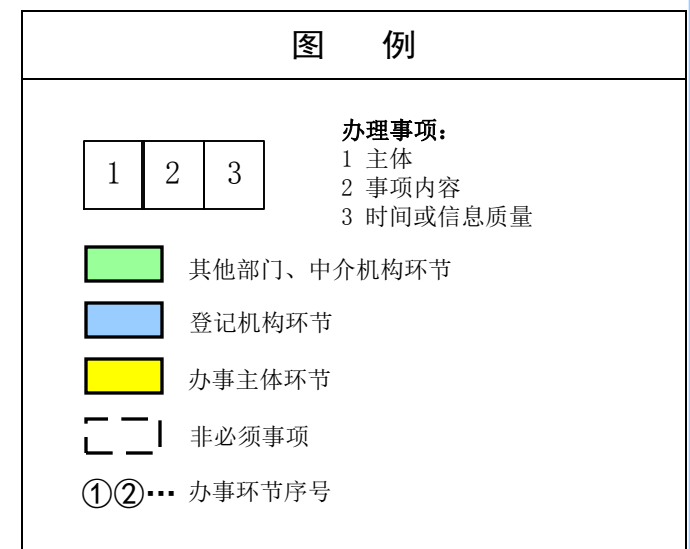 图 例
办理事项：
1 2 3
1 主体
2 事项内容
3 时间或信息质量
其他部门、中介机构环节
登记机构环节
办事主体环节
非必须事项
①②… 办事环节序号